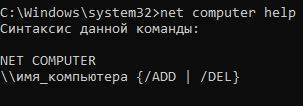 C:\Windows\system32>net computer help
Синтаксис данной команды:
NET COMPUTER
\\имя_компьютера {/ADD | /DEL}